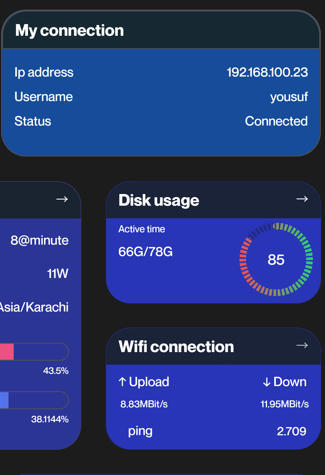 My connection
Ip address 192.168.100.23
Username yousuf
Status Connected
→
8@minute
11W
Asia/Karachi
43.5%
38.1144%
Disk usage →
Active time
66G/78G
85
Wifi connection →
↑ Upload ↓ Down
8.83MBit/s 11.95MBit/s
ping 2.709